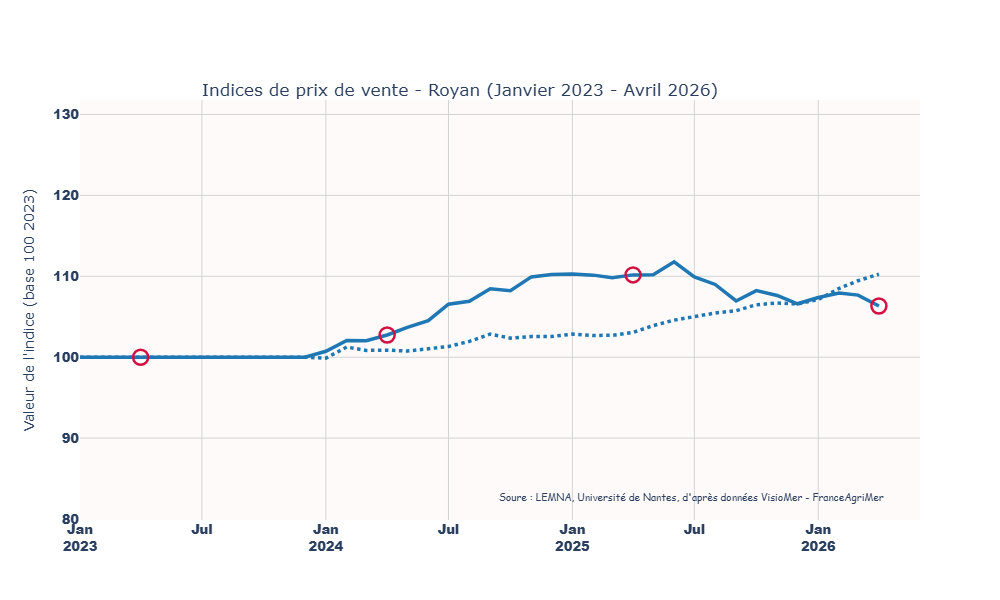 Indices de prix de vente - Royan (Janvier 2023 - Avril 2026)
Valeur de l'indice (base 100 2023)
130
120
110
100
90
80
Soure : LEMNA, Université de Nantes, d'après données VisioMer - FranceAgriMer
Jan
2023
Jul
Jan
2024
Jul
Jan
2025
Jul
Jan
2026